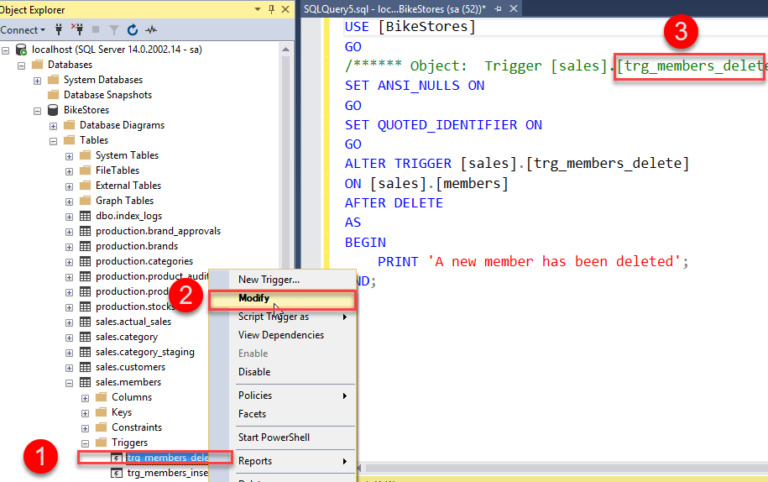 Object Explorer
Connect
localhost (SQL Server 14.0.2002.14 - sa)
Databases
System Databases
Database Snapshots
BikeStores
Database Diagrams
Tables
System Tables
FileTables
External Tables
Graph Tables
dbo.index_logs
production.brand_approvals
production.brands
production.categories
production.product_audit
production.prod
production.stocks
sales.actual_sales
sales.category
sales.category_staging
sales.customers
sales.members
Columns
Keys
Constraints
Triggers
1
trg_members_dele
trg_members_inse
2
New Trigger...
Modify
Script Trigger as
View Dependencies
Enable
Disable
Policies
Facets
Start PowerShell
Reports
SQLQuery5.sql - loc...BikeStores (sa (52))*
3
USE [BikeStores]
GO
/****** Object:  Trigger [sales].[trg_members_delete
SET ANSI_NULLS ON
GO
SET QUOTED_IDENTIFIER ON
GO
ALTER TRIGGER [sales].[trg_members_delete]
ON [sales].[members]
AFTER DELETE
AS
BEGIN
PRINT 'A new member has been deleted';
ND;